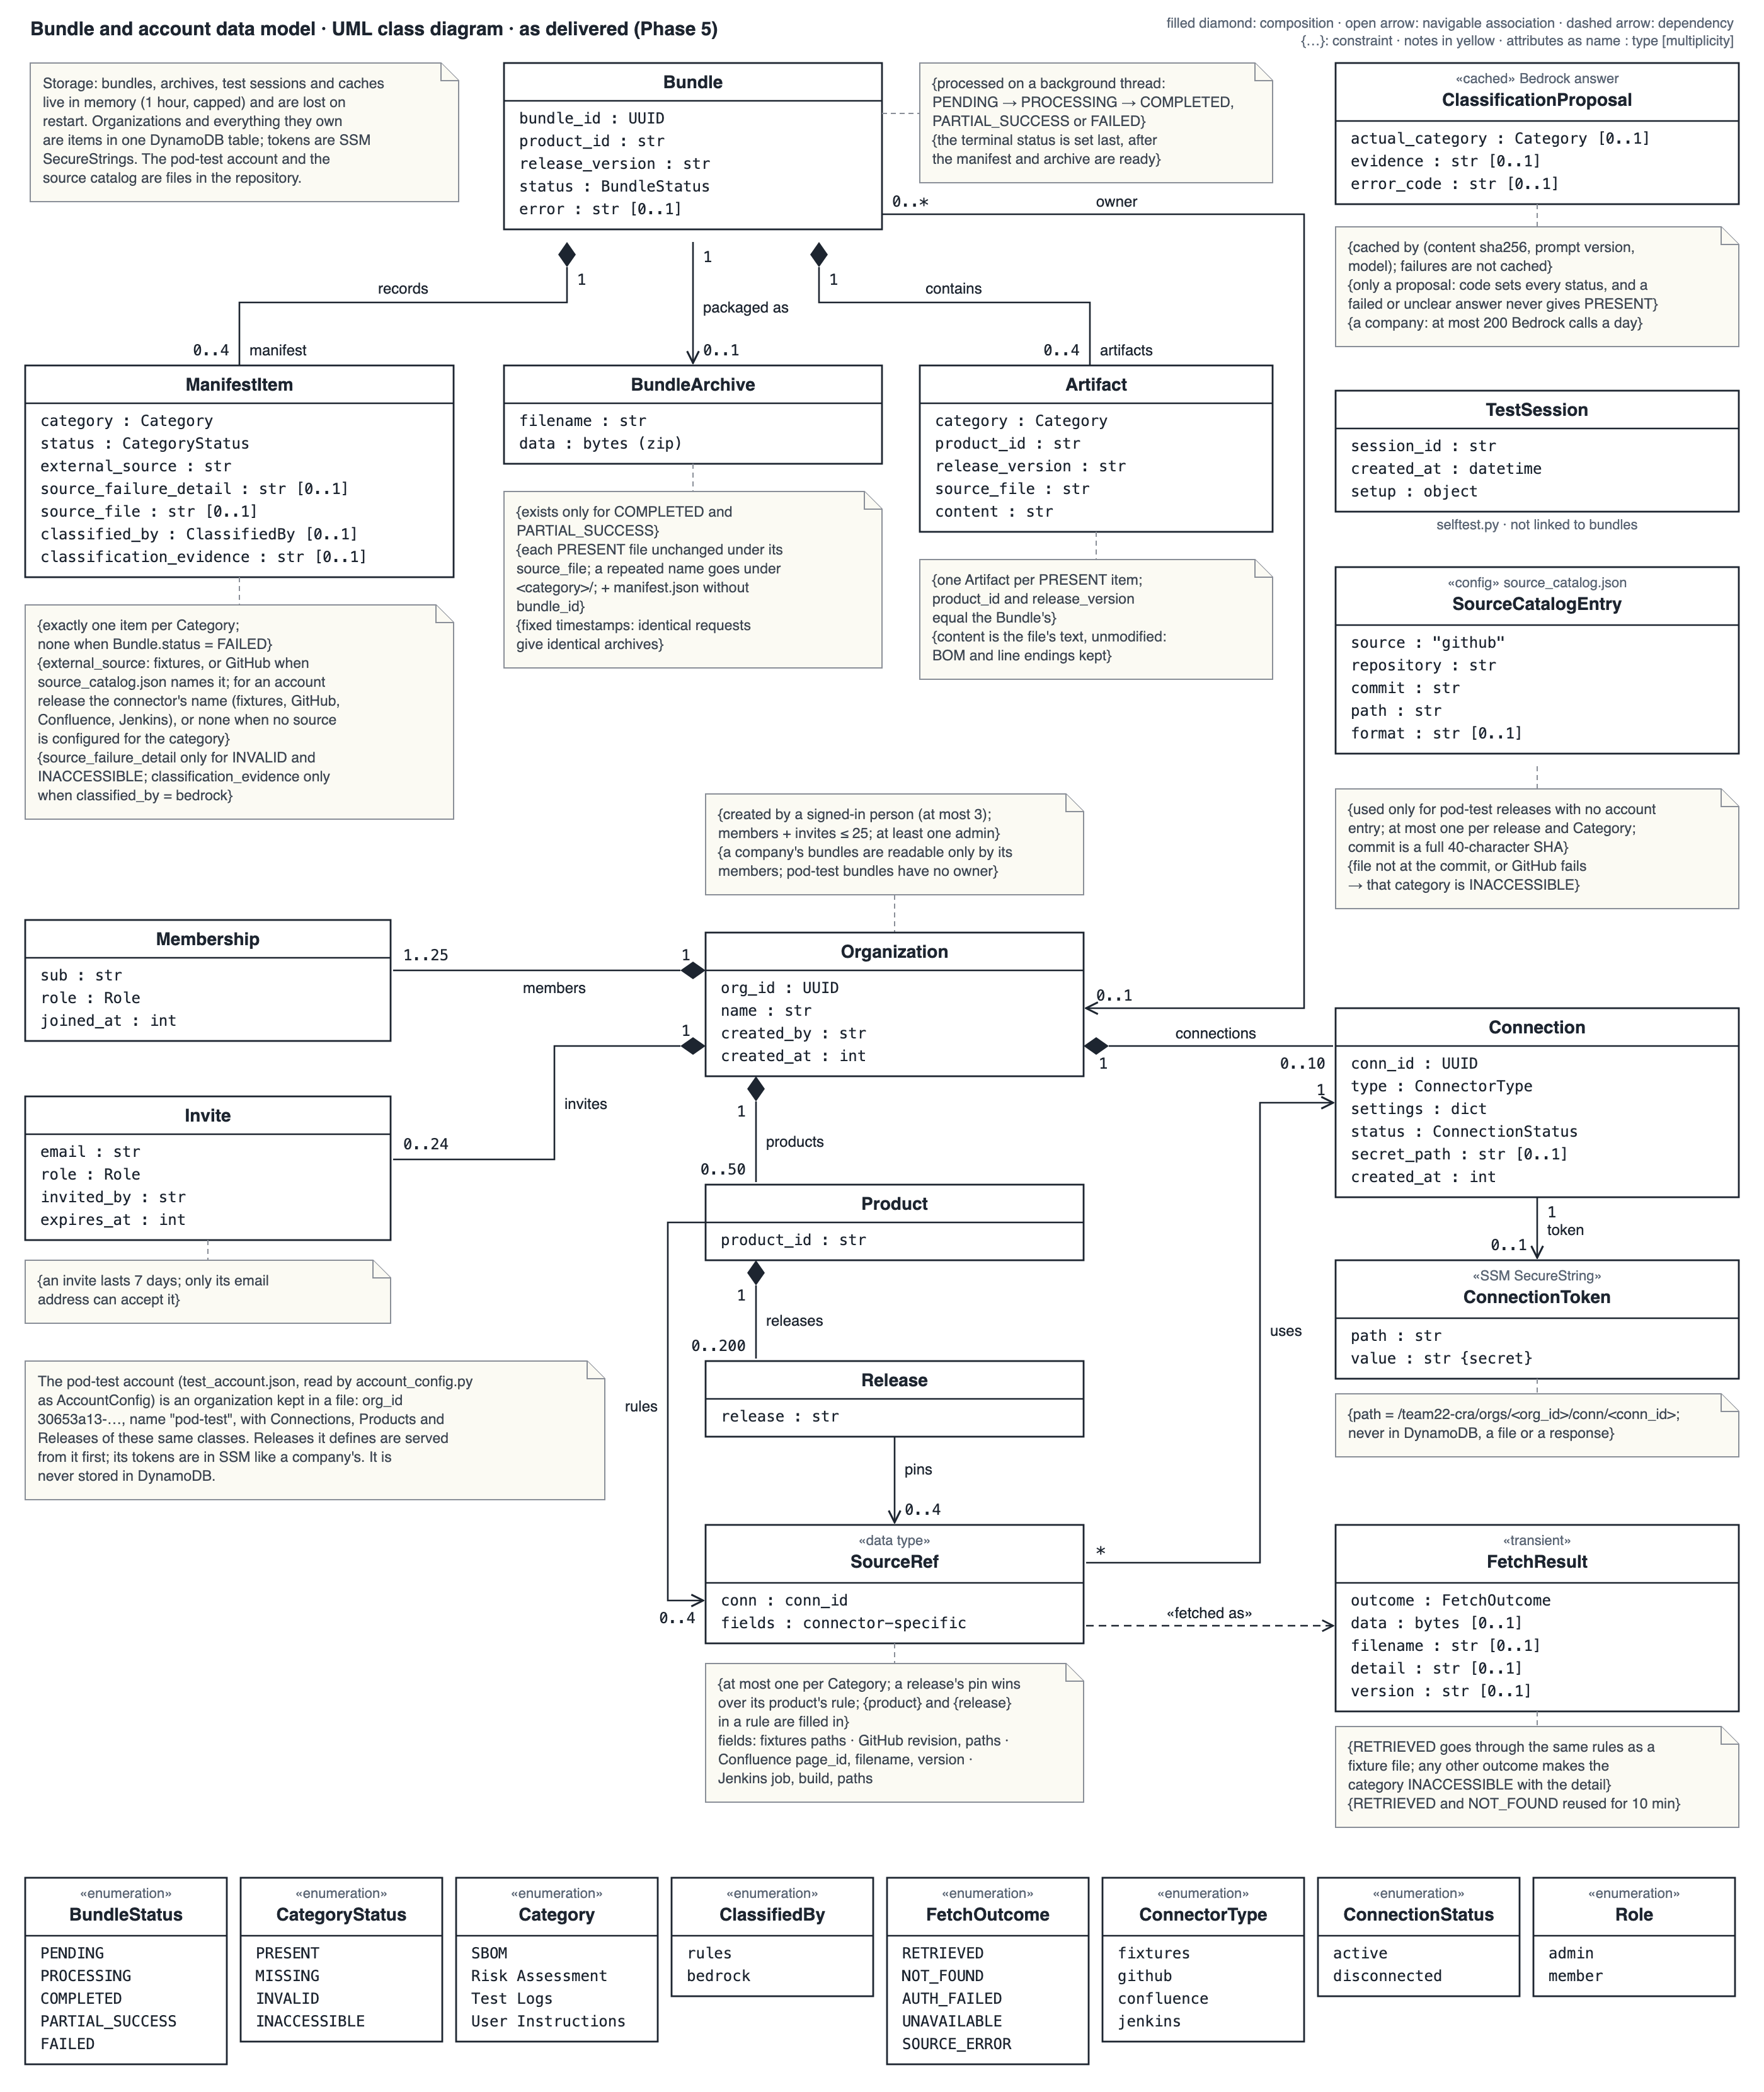 Bundle and account data model · UML class diagram · as delivered (Phase 5)
filled diamond: composition · open arrow: navigable association · dashed arrow: dependency
{…}: constraint · notes in yellow · attributes as name : type [multiplicity]
Storage: bundles, archives, test sessions and caches
live in memory (1 hour, capped) and are lost on
restart. Organizations and everything they own
are items in one DynamoDB table; tokens are SSM
SecureStrings. The pod-test account and the
source catalog are files in the repository.
Bundle
bundle_id : UUID
product_id : str
release_version : str
status : BundleStatus
error : str [0..1]
{processed on a background thread:
PENDING → PROCESSING → COMPLETED,
PARTIAL_SUCCESS or FAILED}
{the terminal status is set last, after
the manifest and archive are ready}
0..*
owner
«cached» Bedrock answer
ClassificationProposal
actual_category : Category [0..1]
evidence : str [0..1]
error_code : str [0..1]
{cached by (content sha256, prompt version,
model); failures are not cached}
{only a proposal: code sets every status, and a
failed or unclear answer never gives PRESENT}
{a company: at most 200 Bedrock calls a day}
1
records
0..4
manifest
1
packaged as
0..1
1
contains
0..4
artifacts
ManifestItem
category : Category
status : CategoryStatus
external_source : str
source_failure_detail : str [0..1]
source_file : str [0..1]
classified_by : ClassifiedBy [0..1]
classification_evidence : str [0..1]
BundleArchive
filename : str
data : bytes (zip)
Artifact
category : Category
product_id : str
release_version : str
source_file : str
content : str
TestSession
session_id : str
created_at : datetime
setup : object
selftest.py · not linked to bundles
{exists only for COMPLETED and
PARTIAL_SUCCESS}
{each PRESENT file unchanged under its
source_file; a repeated name goes under
<category>/; + manifest.json without
bundle_id}
{fixed timestamps: identical requests
give identical archives}
{one Artifact per PRESENT item;
product_id and release_version
equal the Bundle's}
{content is the file's text, unmodified:
BOM and line endings kept}
{exactly one item per Category;
none when Bundle.status = FAILED}
{external_source: fixtures, or GitHub when
source_catalog.json names it; for an account
release the connector's name (fixtures, GitHub,
Confluence, Jenkins), or none when no source
is configured for the category}
{source_failure_detail only for INVALID and
INACCESSIBLE; classification_evidence only
when classified_by = bedrock}
«config» source_catalog.json
SourceCatalogEntry
source : "github"
repository : str
commit : str
path : str
format : str [0..1]
{used only for pod-test releases with no account
entry; at most one per release and Category;
commit is a full 40-character SHA}
{file not at the commit, or GitHub fails
→ that category is INACCESSIBLE}
{created by a signed-in person (at most 3);
members + invites ≤ 25; at least one admin}
{a company's bundles are readable only by its
members; pod-test bundles have no owner}
Membership
sub : str
role : Role
joined_at : int
1..25
1
members
Organization
org_id : UUID
name : str
created_by : str
created_at : int
0..1
1
invites
0..24
Invite
email : str
role : Role
invited_by : str
expires_at : int
{an invite lasts 7 days; only its email
address can accept it}
connections
1
0..10
Connection
conn_id : UUID
type : ConnectorType
settings : dict
status : ConnectionStatus
secret_path : str [0..1]
created_at : int
1
1
products
0..50
Product
product_id : str
1
releases
0..200
Release
release : str
rules
0..4
pins
0..4
1
token
0..1
«SSM SecureString»
ConnectionToken
path : str
value : str {secret}
{path = /team22-cra/orgs/<org_id>/conn/<conn_id>;
never in DynamoDB, a file or a response}
uses
*
The pod-test account (test_account.json, read by account_config.py
as AccountConfig) is an organization kept in a file: org_id
30653a13-…, name "pod-test", with Connections, Products and
Releases of these same classes. Releases it defines are served
from it first; its tokens are in SSM like a company's. It is
never stored in DynamoDB.
«data type»
SourceRef
conn : conn_id
fields : connector-specific
«fetched as»
«transient»
FetchResult
outcome : FetchOutcome
data : bytes [0..1]
filename : str [0..1]
detail : str [0..1]
version : str [0..1]
{at most one per Category; a release's pin wins
over its product's rule; {product} and {release}
in a rule are filled in}
fields: fixtures paths · GitHub revision, paths ·
Confluence page_id, filename, version ·
Jenkins job, build, paths
{RETRIEVED goes through the same rules as a
fixture file; any other outcome makes the
category INACCESSIBLE with the detail}
{RETRIEVED and NOT_FOUND reused for 10 min}
«enumeration»
BundleStatus
PENDING
PROCESSING
COMPLETED
PARTIAL_SUCCESS
FAILED
«enumeration»
CategoryStatus
PRESENT
MISSING
INVALID
INACCESSIBLE
«enumeration»
Category
SBOM
Risk Assessment
Test Logs
User Instructions
«enumeration»
ClassifiedBy
rules
bedrock
«enumeration»
FetchOutcome
RETRIEVED
NOT_FOUND
AUTH_FAILED
UNAVAILABLE
SOURCE_ERROR
«enumeration»
ConnectorType
fixtures
github
confluence
jenkins
«enumeration»
ConnectionStatus
active
disconnected
«enumeration»
Role
admin
member